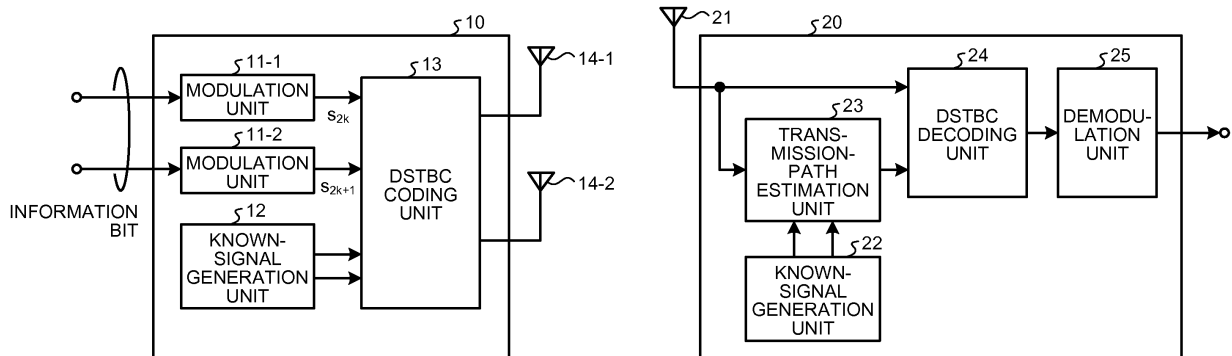 10
11-1
MODULATION
UNIT
s2k
11-2
MODULATION
UNIT
s2k+1
INFORMATION
BIT
12
KNOWN-
SIGNAL
GENERATION
UNIT
13
DSTBC
CODING
UNIT
14-1
14-2
21
20
23
TRANS-
MISSION-
PATH
ESTIMATION
UNIT
22
KNOWN-
SIGNAL
GENERATION
UNIT
24
DSTBC
DECODING
UNIT
25
DEMODU-
LATION
UNIT